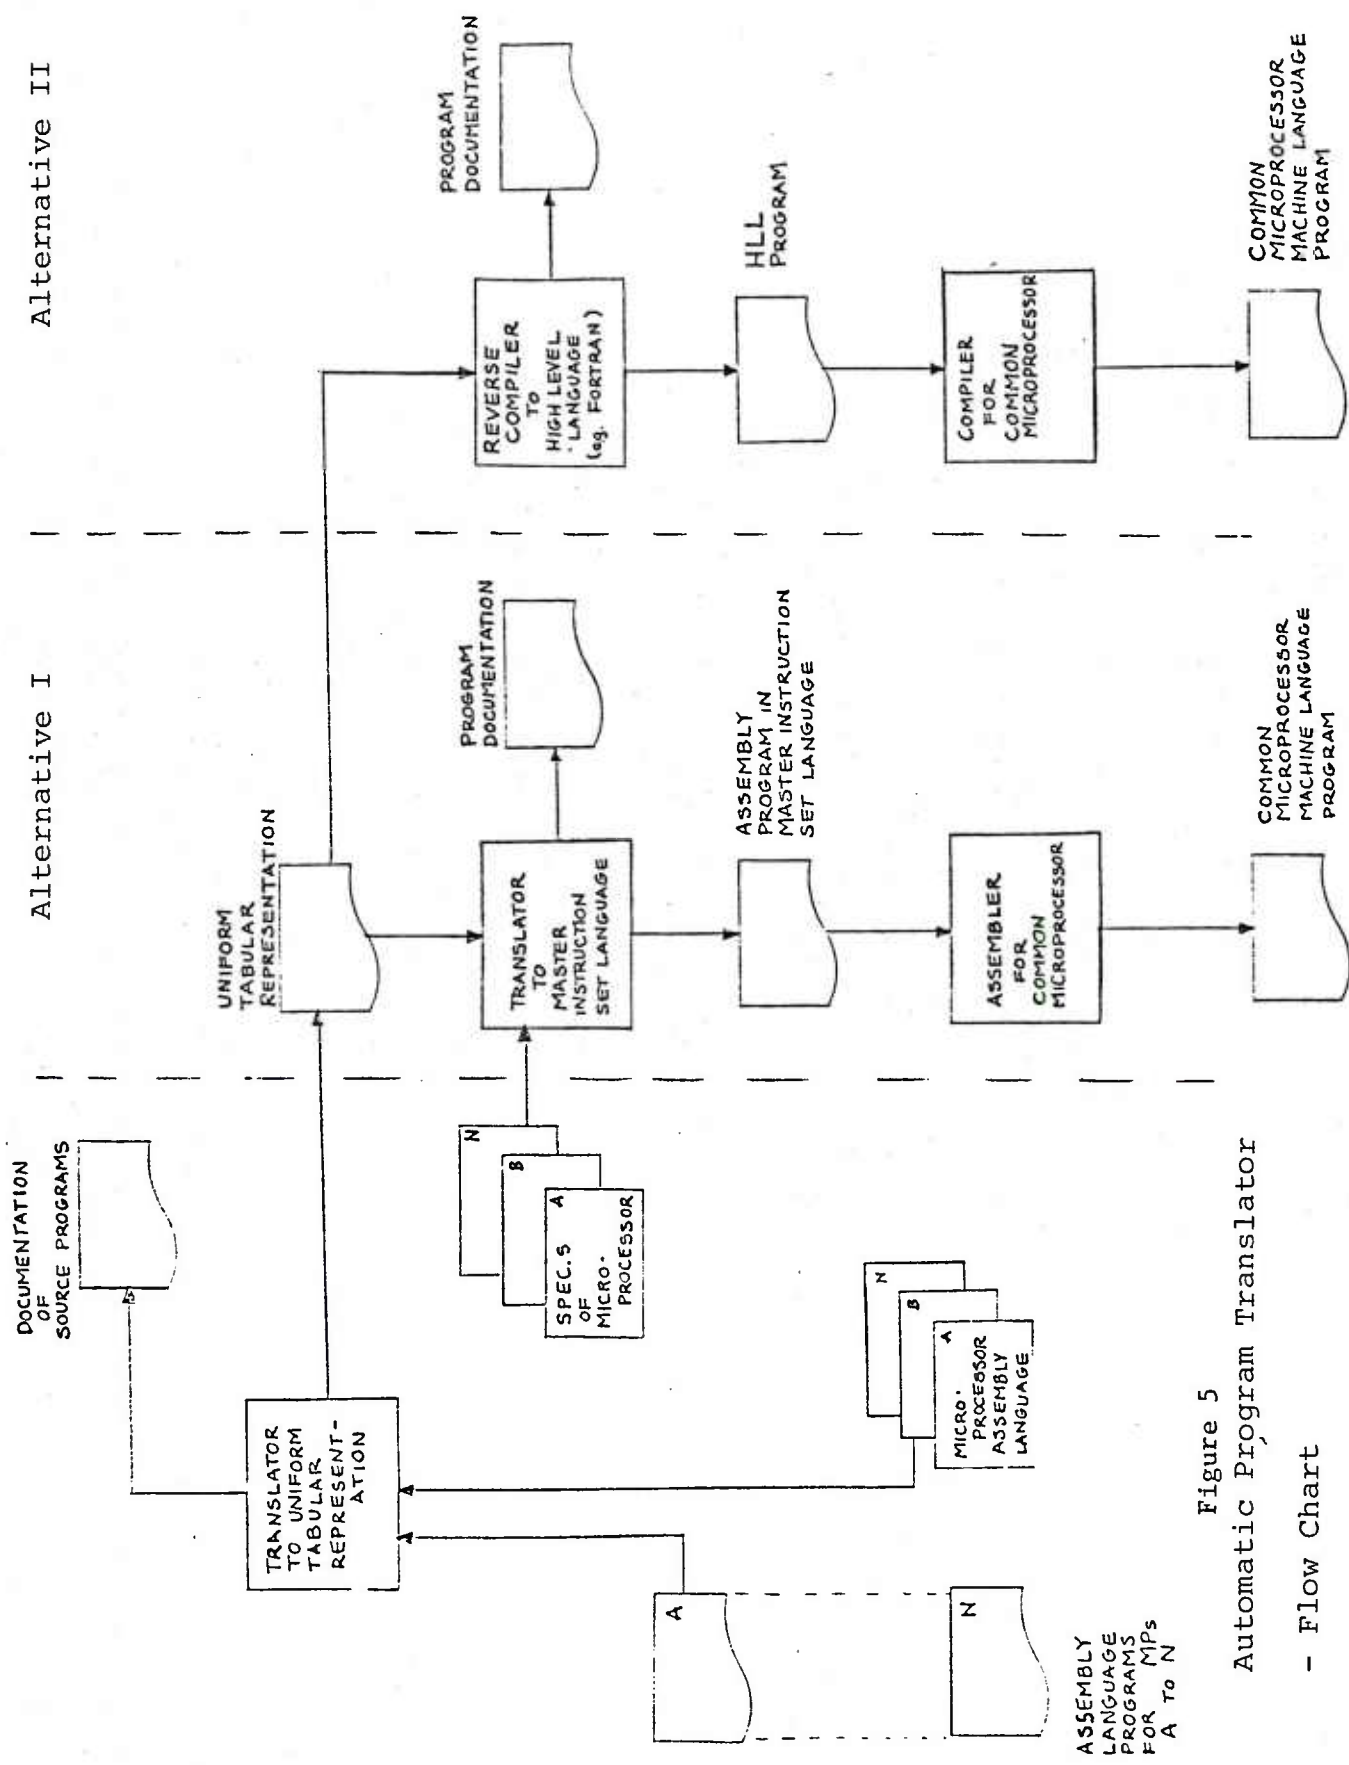 Alternative I
Alternative II
DOCUMENTATION
OF
SOURCE PROGRAMS
UNIFORM
TABULAR
REPRESENTATION
TRANSLATOR
TO UNIFORM
TABULAR
REPRESENT-
ATION
N
B
A
SPEC.S
OF
MICRO-
PROCESSOR
TRANSLATOR
TO
MASTER
INSTRUCTION
SET LANGUAGE
PROGRAM
DOCUMENTATION
REVERSE
COMPILER
TO
HIGH LEVEL
LANGUAGE
(eg. FORTRAN)
PROGRAM
DOCUMENTATION
A
N
ASSEMBLY
LANGUAGE
PROGRAMS
FOR MPs
A TO N
N
B
A
MICRO-
PROCESSOR
ASSEMBLY
LANGUAGE
ASSEMBLY
PROGRAM IN
MASTER INSTRUCTION
SET LANGUAGE
HLL
PROGRAM
ASSEMBLER
FOR
COMMON
MICROPROCESSOR
COMPILER
FOR
COMMON
MICROPROCESSOR
COMMON
MICROPROCESSOR
MACHINE LANGUAGE
PROGRAM
COMMON
MICROPROCESSOR
MACHINE LANGUAGE
PROGRAM
Figure 5
Automatic Program Translator
- Flow Chart